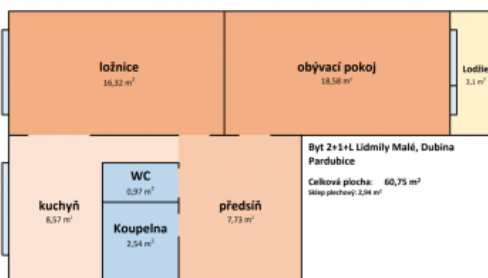 ložnice
16,32 m²
obývací pokoj
18,58 m²
Lodžie
3,1 m²
Byt 2+1+L Lidmily Malé, Dubina
Pardubice
Celková plocha: 60,75 m²
Sklep plechový: 2,94 m²
WC
0,97 m²
kuchyň
8,57 m²
Koupelna
2,54 m²
předsíň
7,73 m²